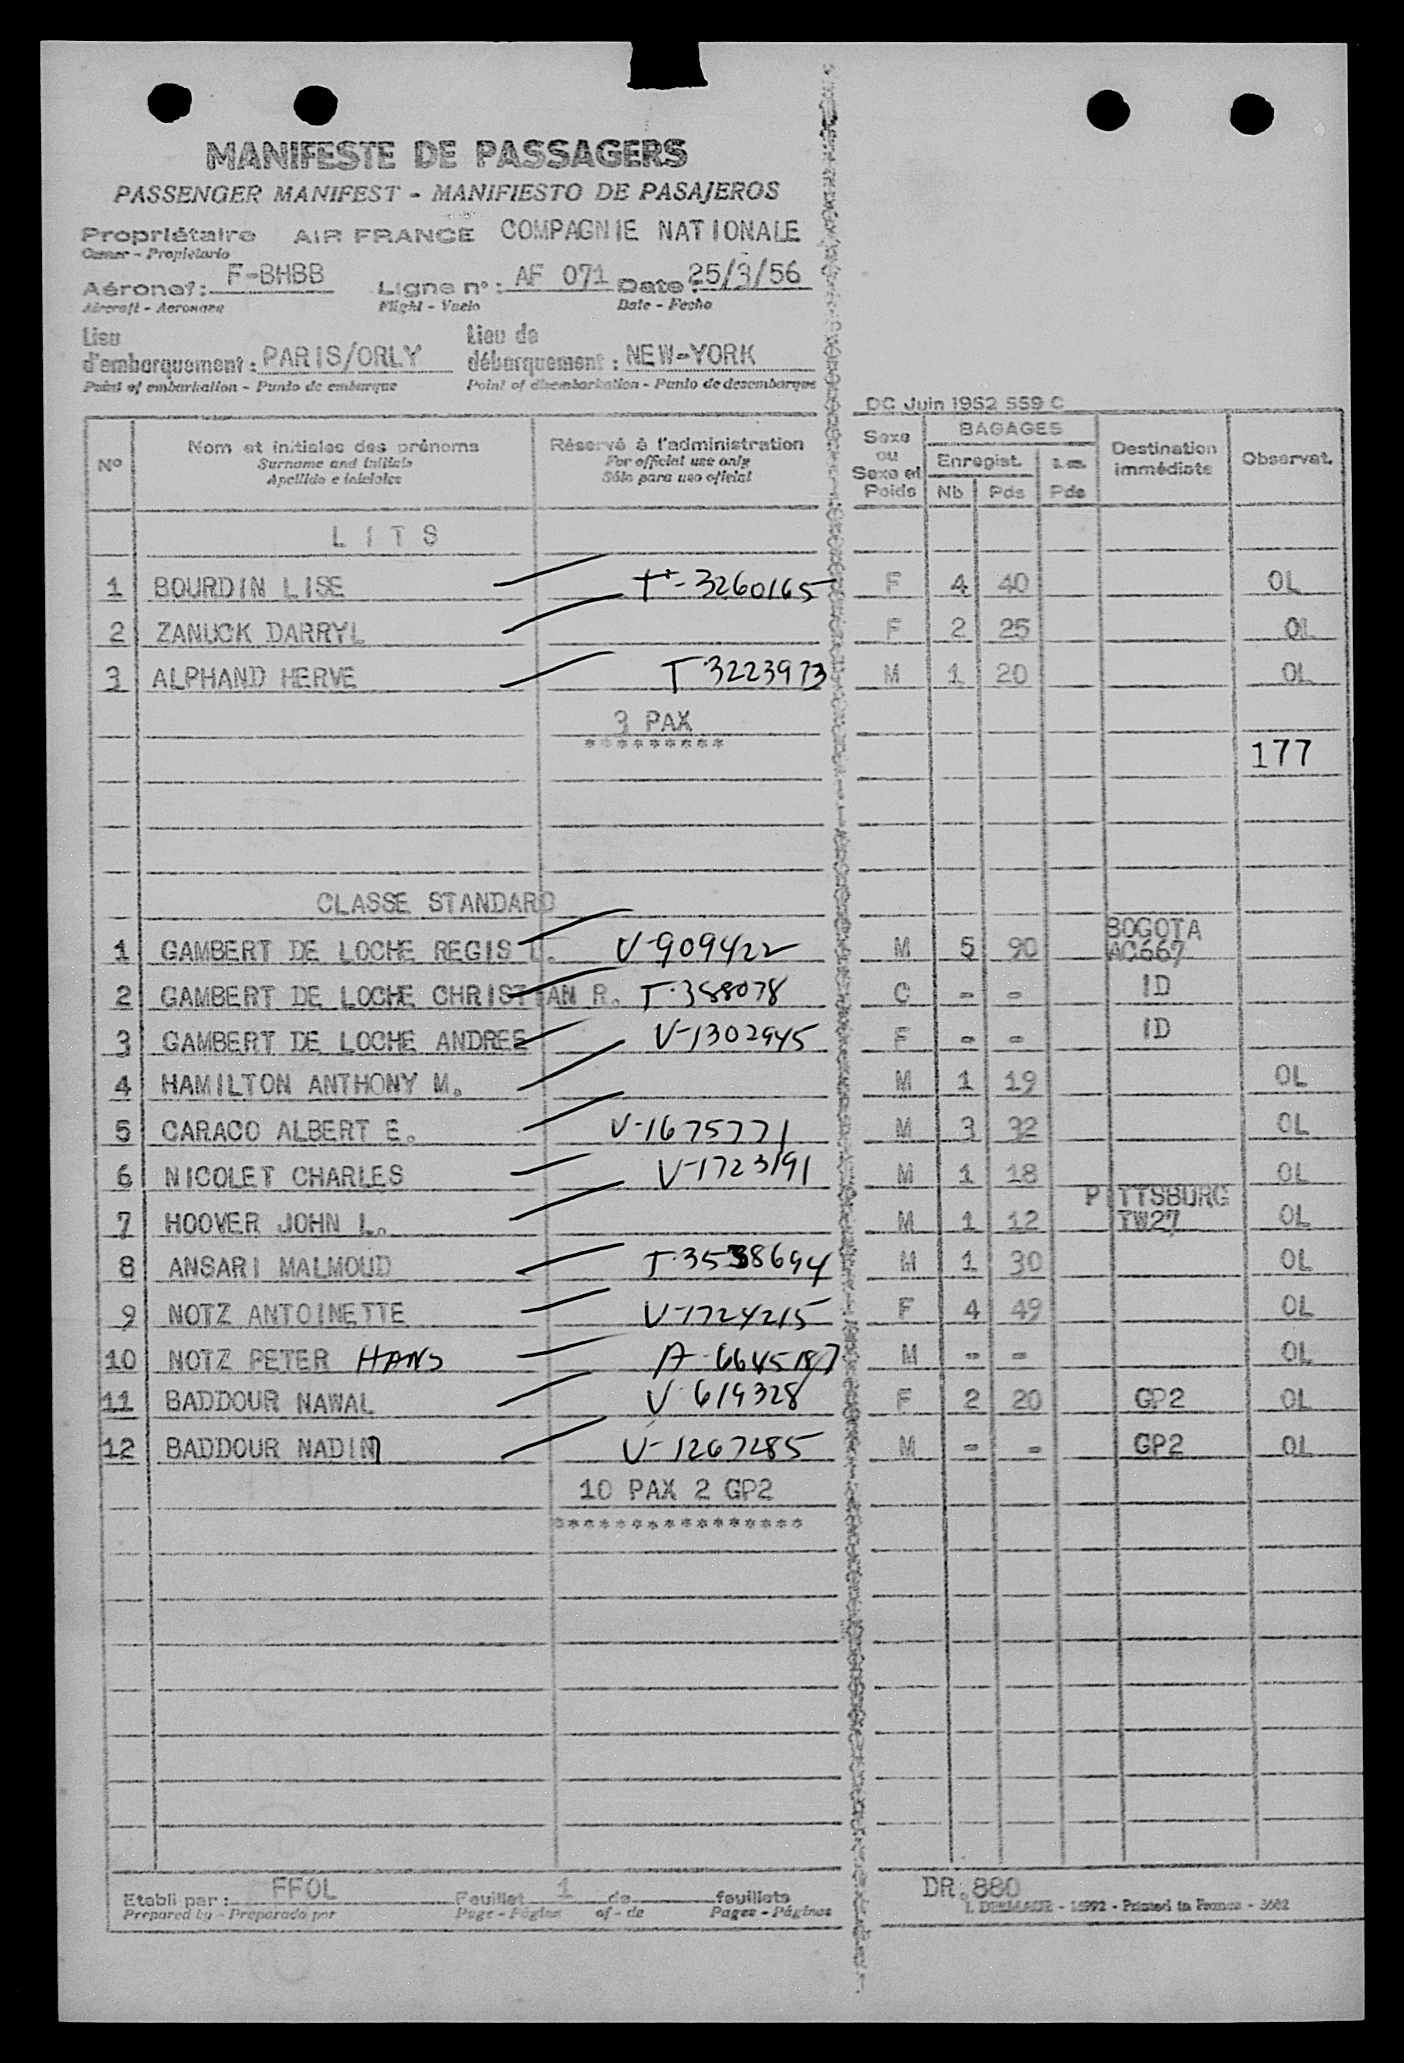 MANIFESTE DE PASSAGERS
PASSENGER MANIFEST - MANIFIESTO DE PASAJEROS
Propriétaire AIR FRANCE COMPAGNIE NATIONALE
Owner - Propietario
Aéronef : F-BHBB Ligne n° : AF 071 Date : 25/3/56
Aircraft - Aeronave Flight - Vuelo Date - Fecha
Lieu d'embarquement : PARIS/ORLY Lieu de débarquement : NEW-YORK
Point of embarkation - Punto de embarque Point of disembarkation - Punto de desembarque
DC Juin 1952 559 C
N° Nom et initiales des prénoms Réservé à l'administration Sexe ou Sexe et Poids BAGAGES Destination immédiate Observat.
Surname and initials For official use only Enregist.
Apellido e iniciales Sólo para uso oficial Nb Pds Pds
LITS
1 BOURDIN LISE T-3260165 F 4 40 OL
2 ZANUCK DARRYL F 2 25 OL
3 ALPHAND HERVE T-3223973 M 1 20 OL
3 PAX
*********
177
CLASSE STANDARD
1 GAMBERT DE LOCHE REGIS L. V-909422 M 5 90 BOGOTA AC667
2 GAMBERT DE LOCHE CHRISTIAN R. T-358078 C - - ID
3 GAMBERT DE LOCHE ANDREE V-1302945 F - - ID
4 HAMILTON ANTHONY M. M 1 19 OL
5 CARACO ALBERT E. V-1675771 M 3 32 OL
6 NICOLET CHARLES V-1723191 M 1 18 OL
7 HOOVER JOHN L. M 1 12 PITTSBURG TW27 OL
8 ANSARI MALMOUD T-3538694 M 1 30 OL
9 NOTZ ANTOINETTE V-1724215 F 4 49 OL
10 NOTZ PETER HANS A-6645187 M - - OL
11 BADDOUR NAWAL V-619328 F 2 20 GP2 OL
12 BADDOUR NADIM V-1267285 M - - GP2 OL
10 PAX 2 GP2
****************
Etabli par : FFOL Feuillet 1 de feuillets DR.880
Prepared by - Preparado por Page - Página of - de Pages - Páginas - Printed in France - 3682